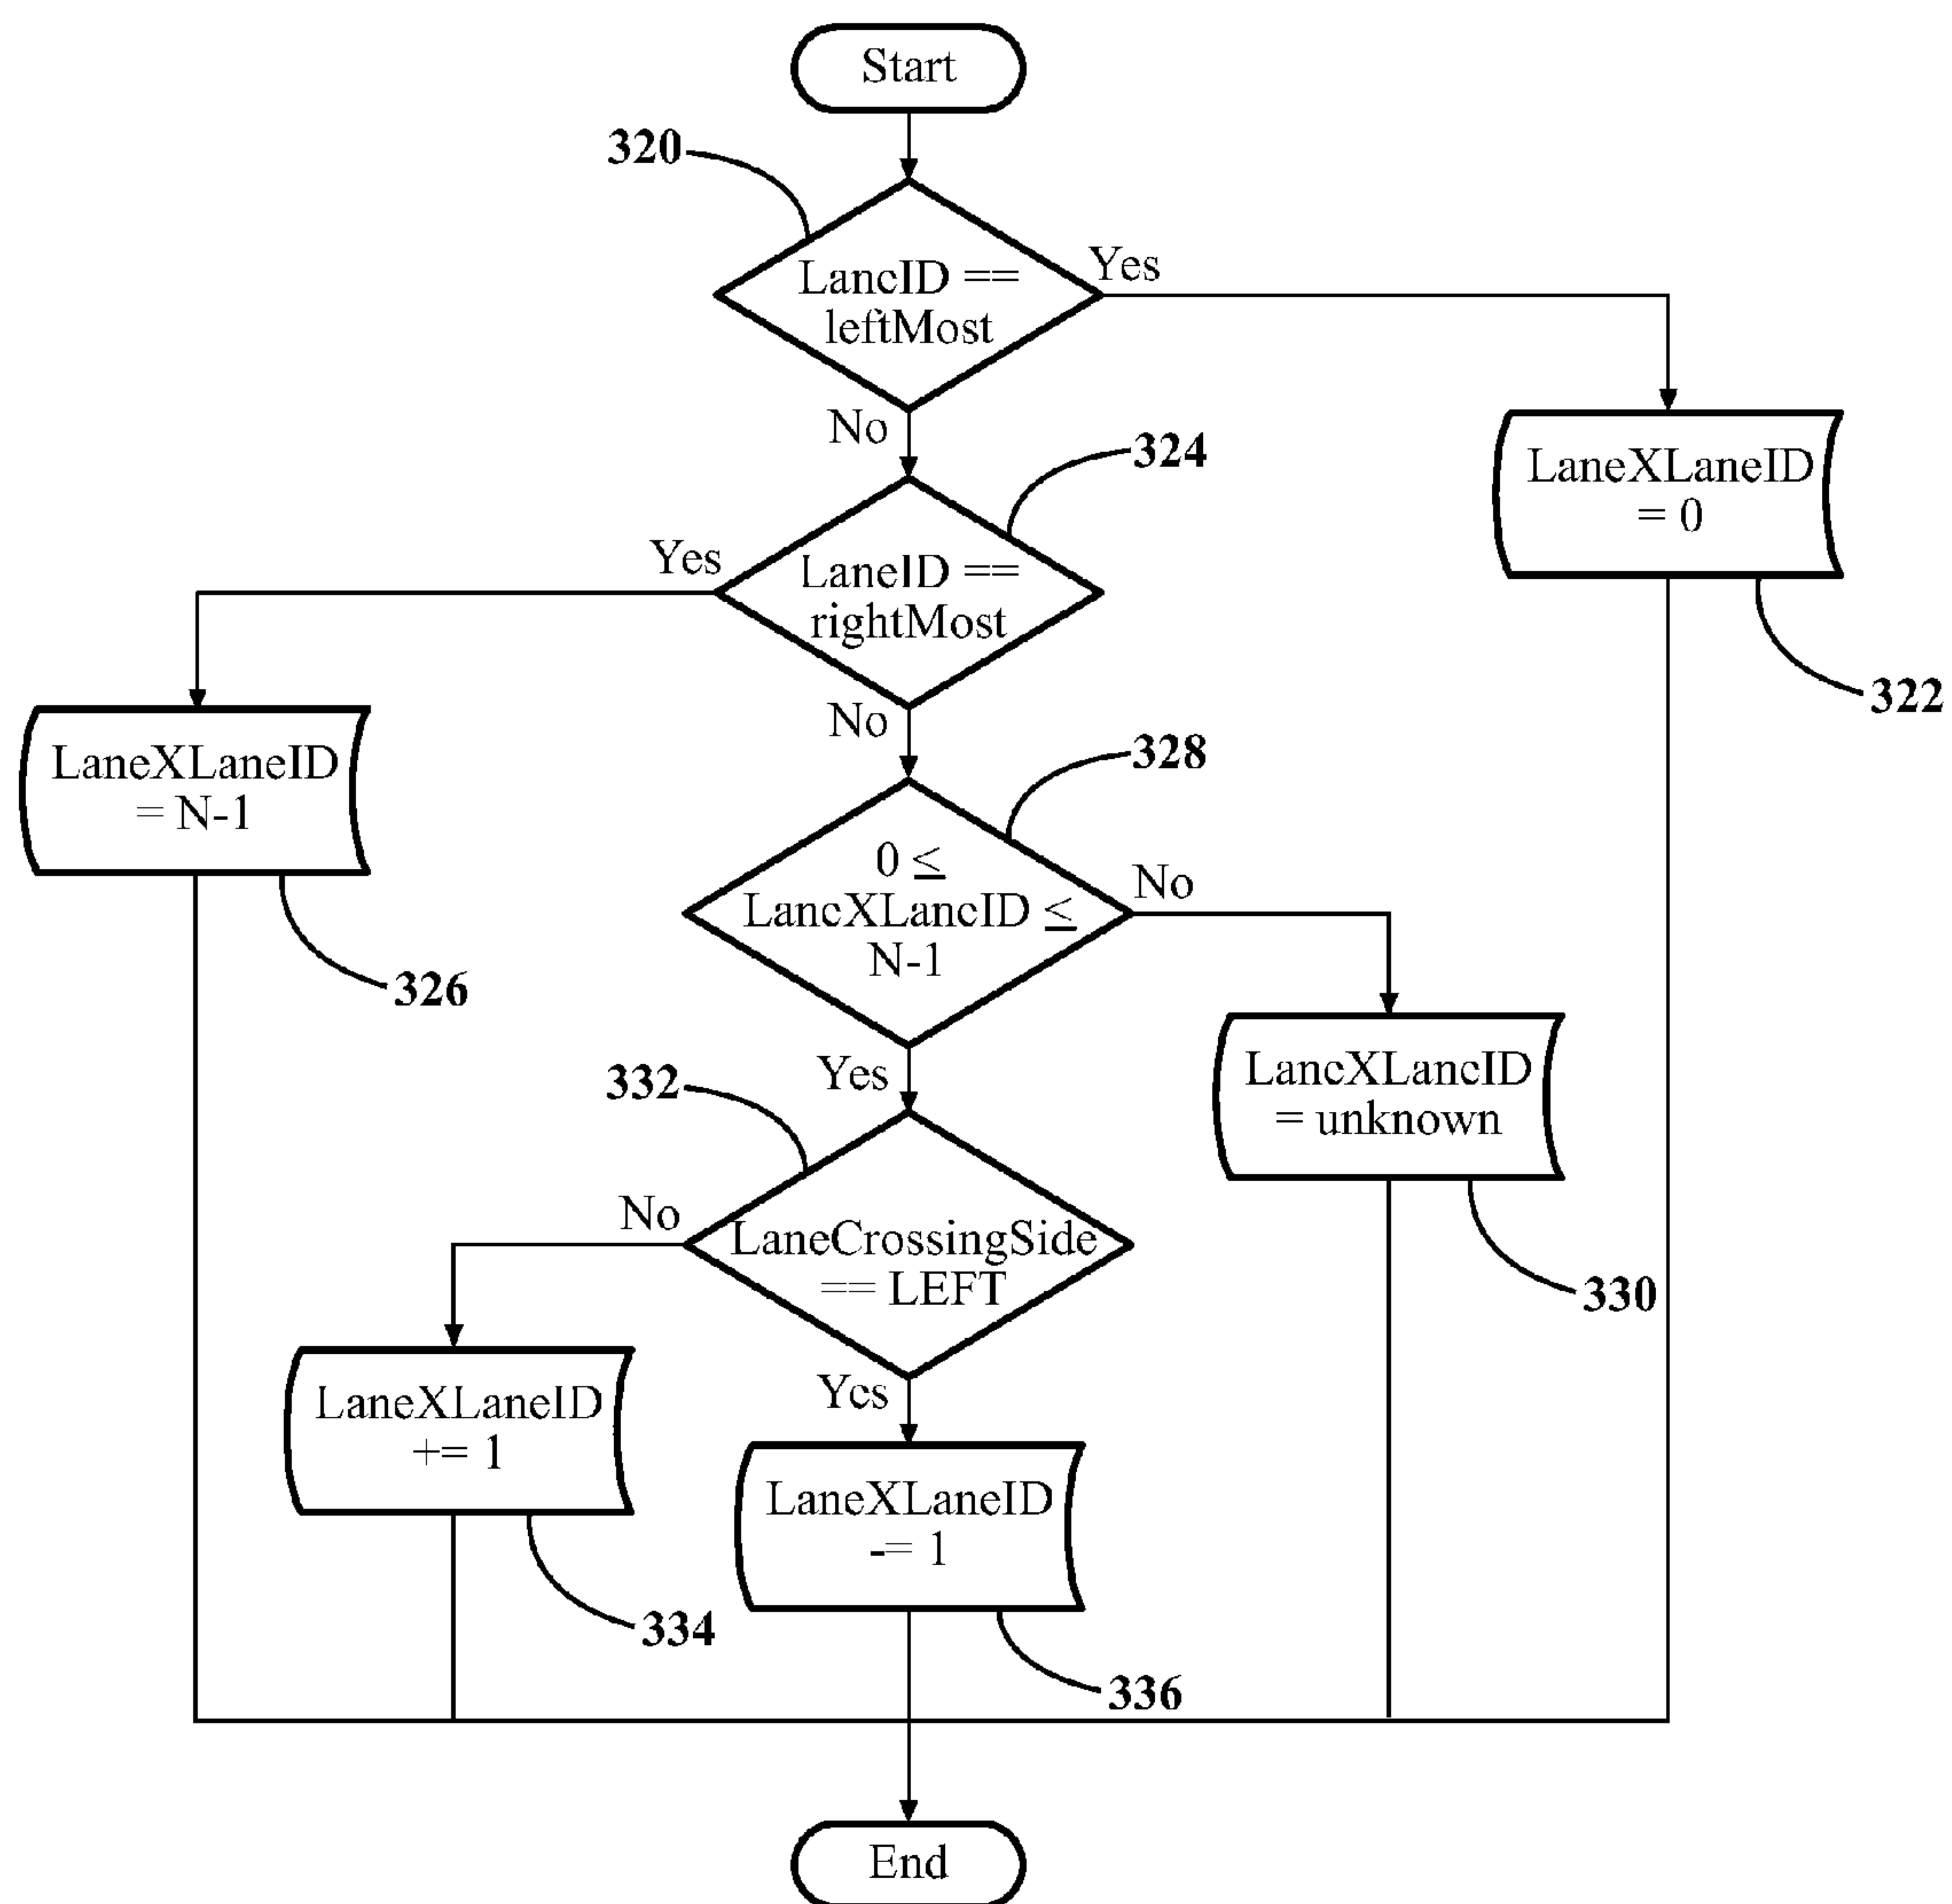 Start
320
LaneID ==
leftMost
Yes
No
324
LaneXLaneID
= 0
Yes
LaneID ==
rightMost
322
No
328
LaneXLaneID
= N-1
0 ≤
LaneXLaneID ≤
N-1
No
326
Yes
332
LaneXLaneID
= unknown
No
LaneCrossingSide
== LEFT
330
Yes
LaneXLaneID
+= 1
LaneXLaneID
-= 1
334
336
End